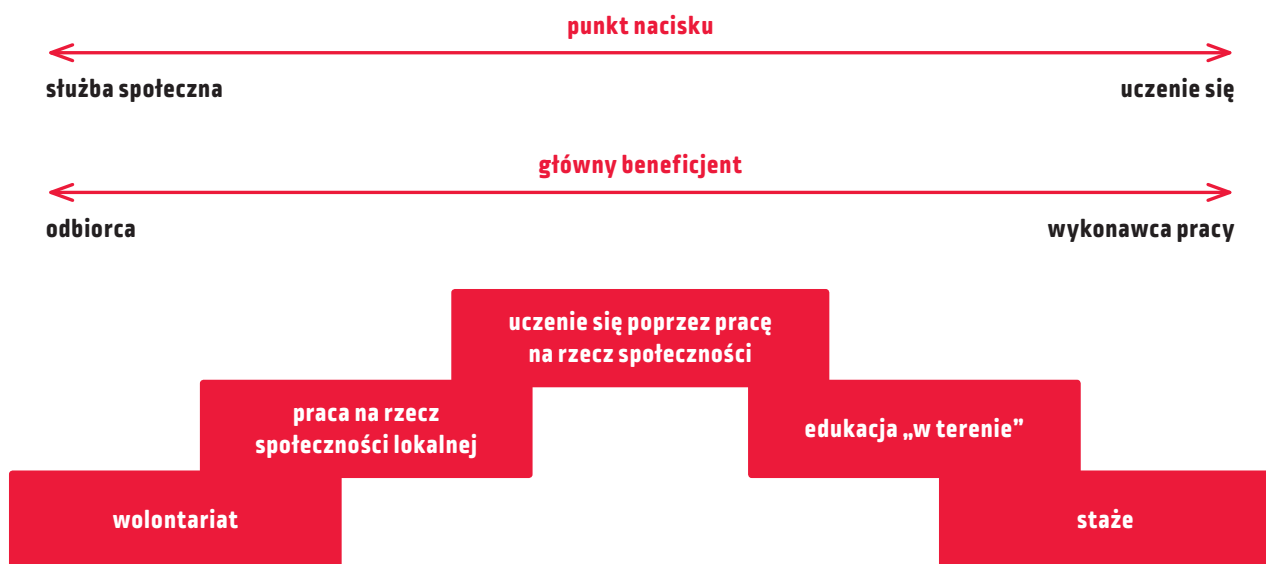 punkt nacisku
służba społeczna
uczenie się
główny beneficjent
odbiorca
wykonawca pracy
uczenie się poprzez pracę
na rzecz społeczności
praca na rzecz
społeczności lokalnej
edukacja „w terenie”
wolontariat
staże